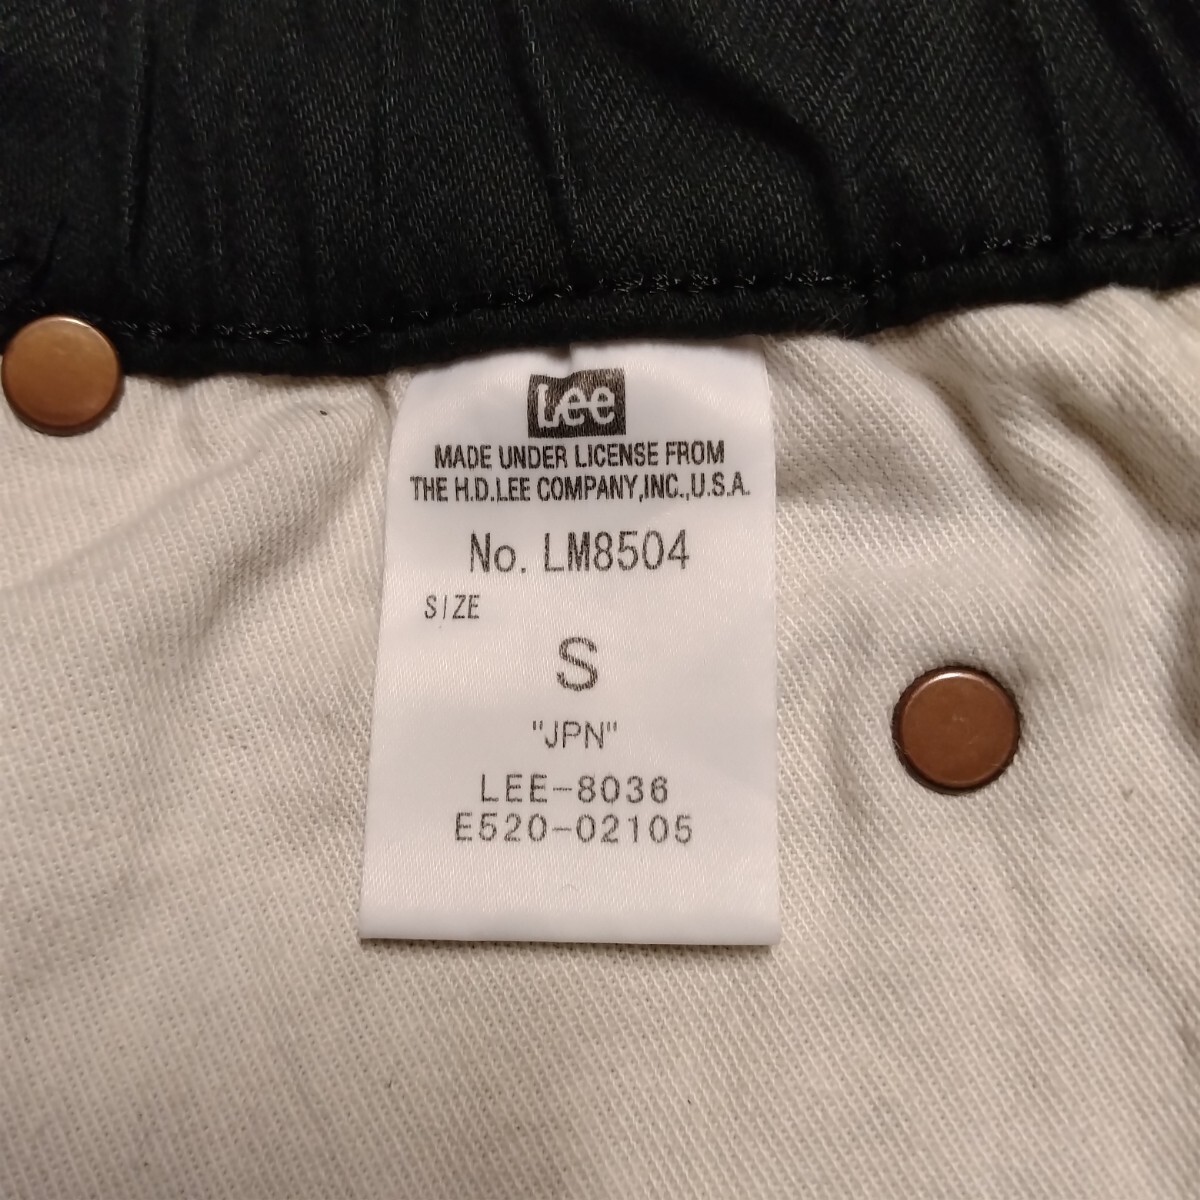 Lee
MADE UNDER LICENSE FROM
THE H.D.LEE COMPANY,INC.,U.S.A.
No. LM8504
SIZE
S
"JPN"
LEE-8036
E520-02105